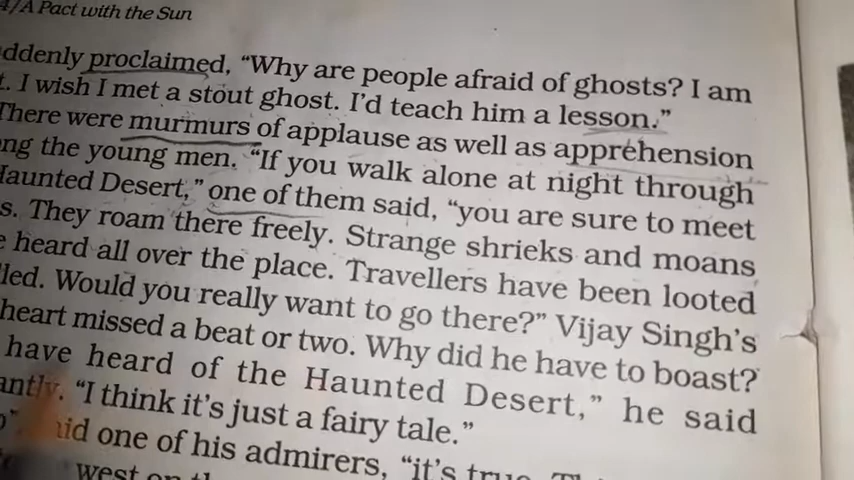 /A Pact with the Sun
ddenly proclaimed, “Why are people afraid of ghosts? I am
t. I wish I met a stout ghost. I’d teach him a lesson.”
There were murmurs of applause as well as apprehension
ng the young men. “If you walk alone at night through
Haunted Desert,” one of them said, “you are sure to meet
s. They roam there freely. Strange shrieks and moans
e heard all over the place. Travellers have been looted
led. Would you really want to go there?” Vijay Singh’s
heart missed a beat or two. Why did he have to boast?
have heard of the Haunted Desert,” he said
antly. “I think it’s just a fairy tale.”
one of his admirers, “it’s true.
west on